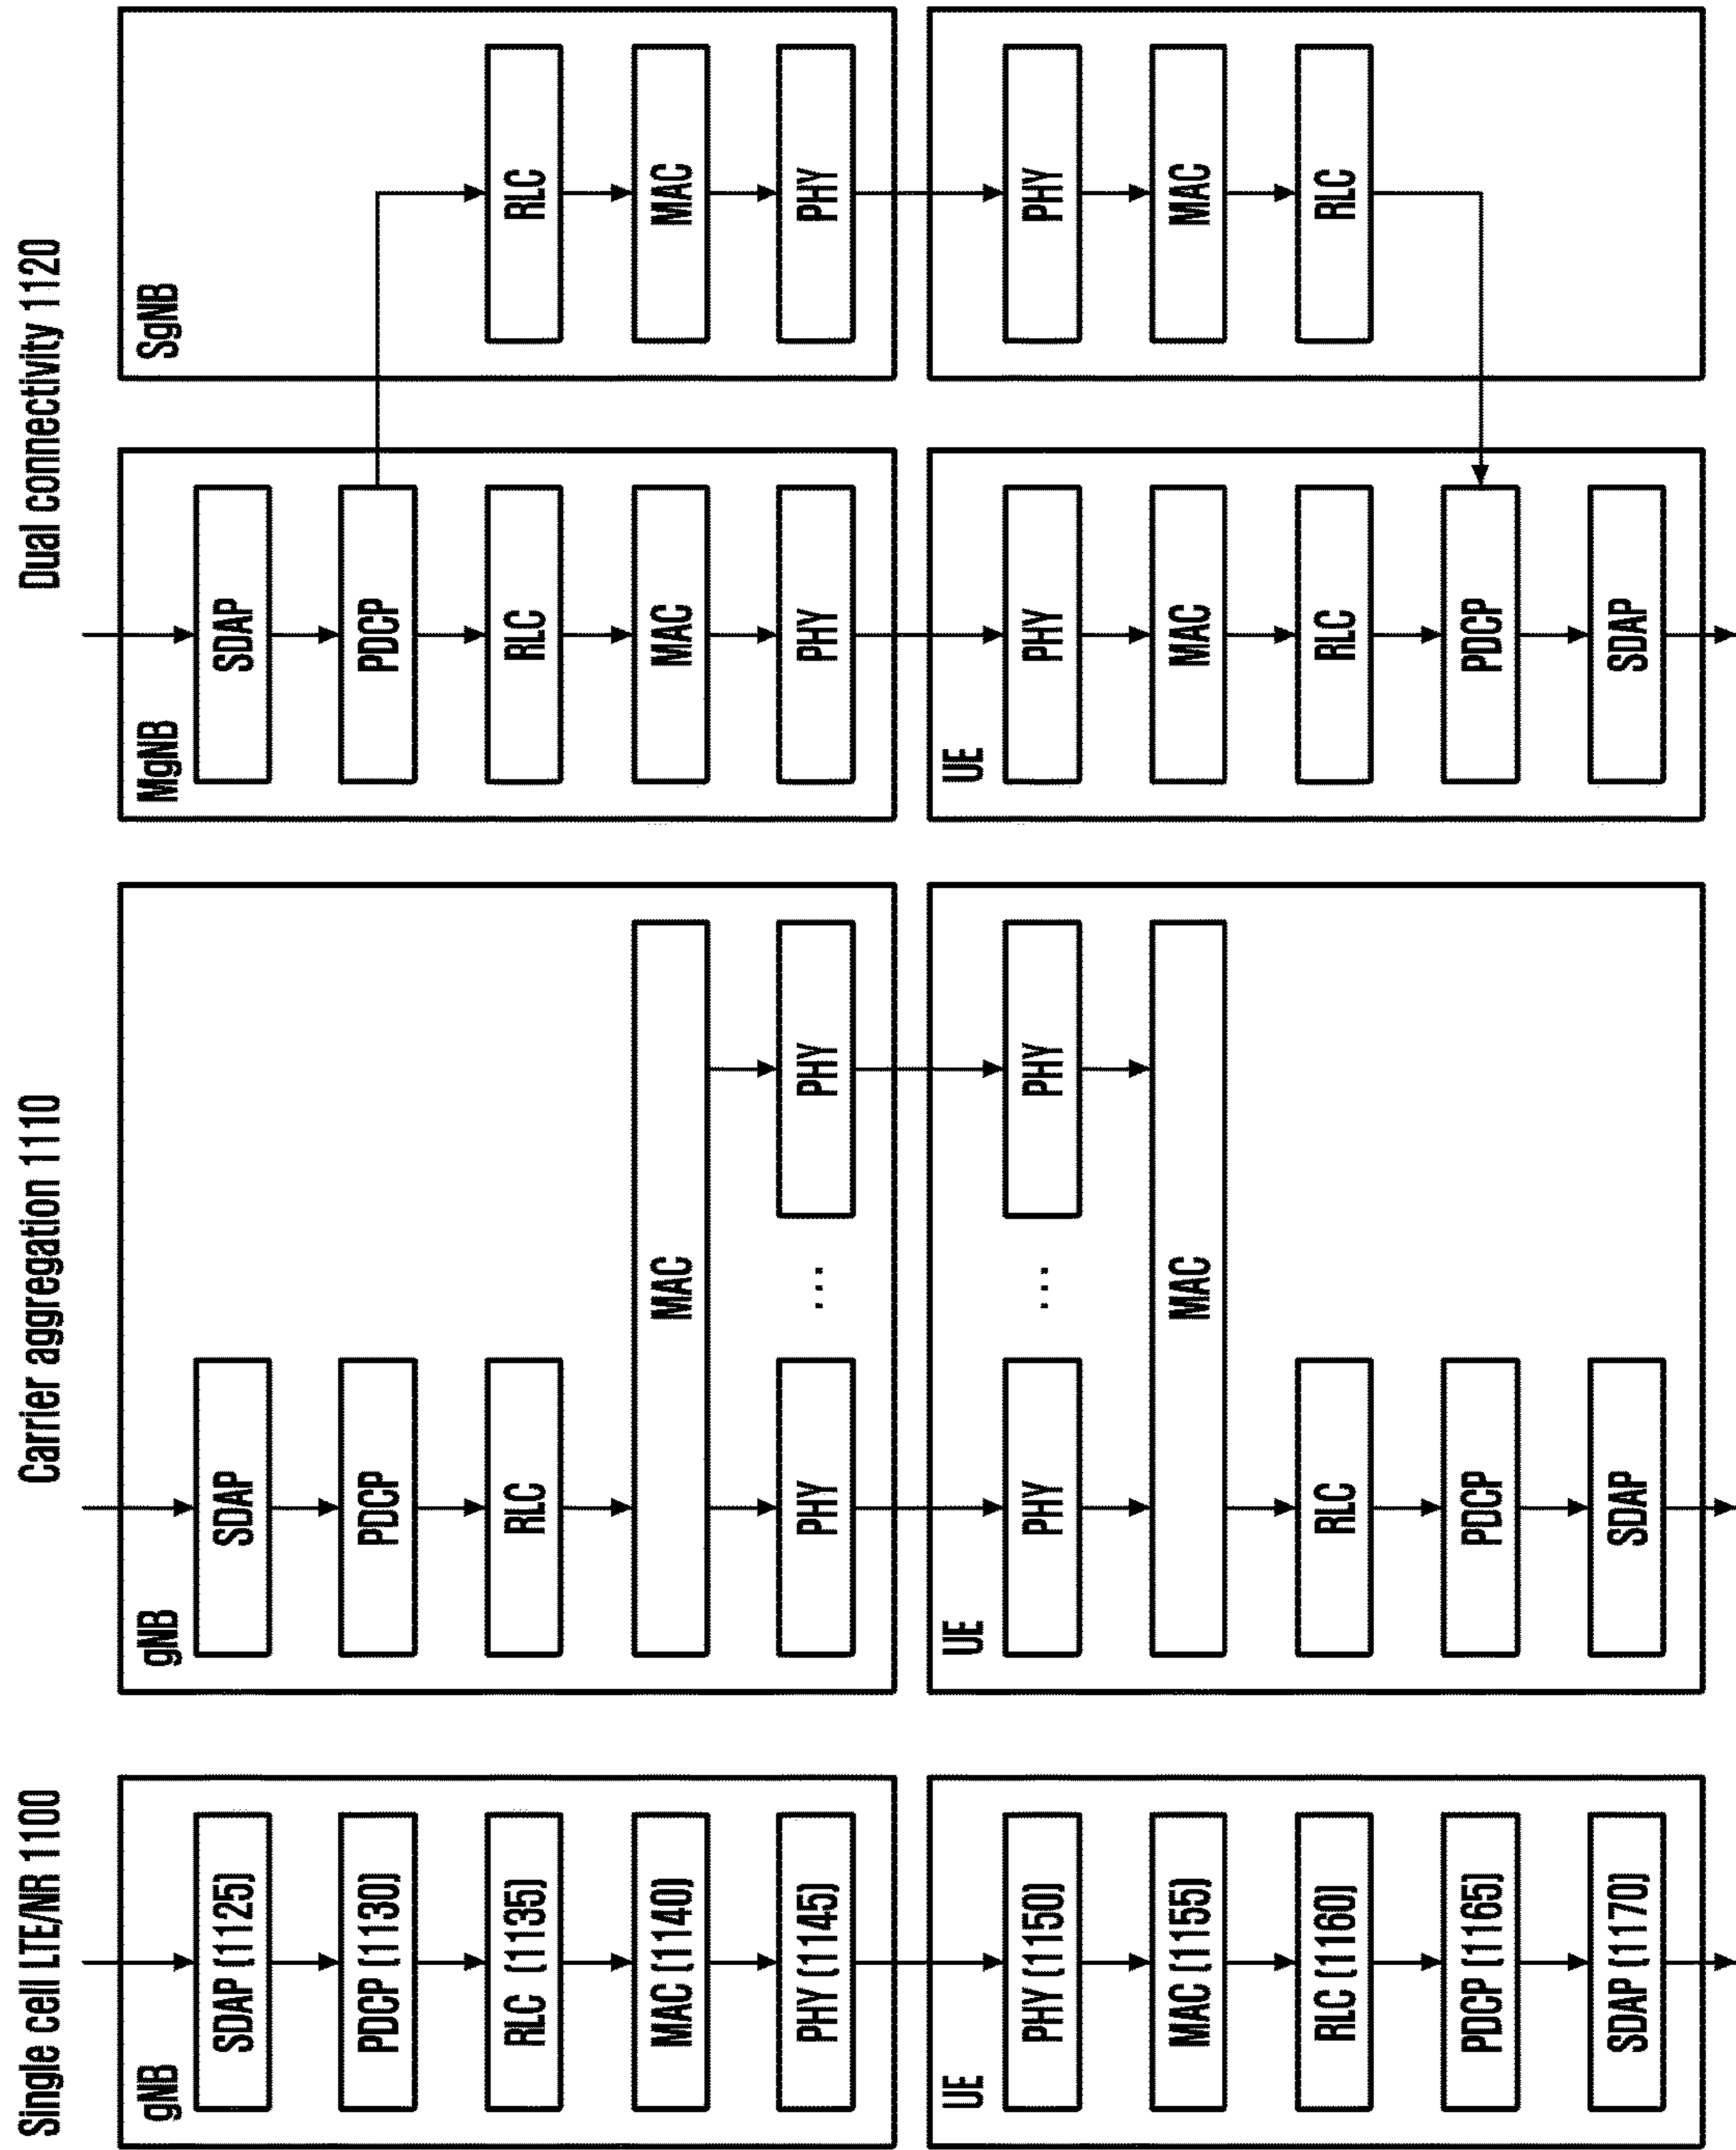 Single cell LTE/NR 1100
gNB
SDAP (1125)
PDCP (1130)
RLC (1135)
MAC (1140)
PHY (1145)
UE
PHY (1150)
MAC (1155)
RLC (1160)
PDCP (1165)
SDAP (1170)
Carrier aggregation 1110
gNB
SDAP
PDCP
RLC
MAC
PHY ... PHY
UE
PHY ... PHY
MAC
RLC
PDCP
SDAP
Dual connectivity 1120
MgNB
SDAP
PDCP
RLC
MAC
PHY
SgNB
RLC
MAC
PHY
UE
PHY
MAC
RLC
PDCP
SDAP
PHY
MAC
RLC